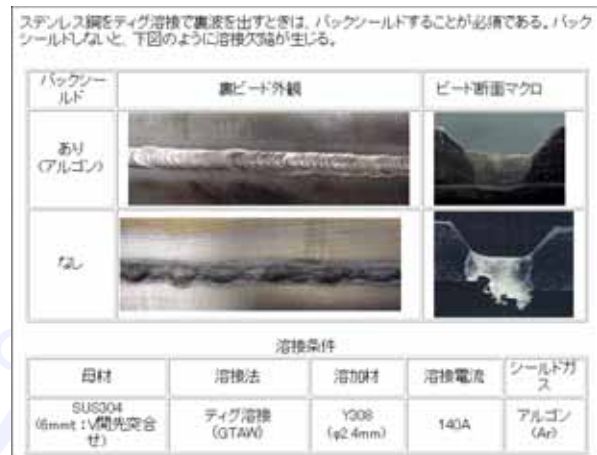 ステンレス鋼をティグ溶接で裏波を出すときは、バックシールドすることが必須である。バック
シールドしないと、下図のように溶接欠陥が生じる。
バックシー
ルド
裏ビード外観
ビード断面マクロ
あり
(アルゴン)
なし
溶接条件
母材
溶接法
溶加材
溶接電流
シールドガ
ス
SUS304
(6mmt:V開先突合
せ)
ティグ溶接
(GTAW)
Y308
(φ2.4mm)
140A
アルゴン
(Ar)